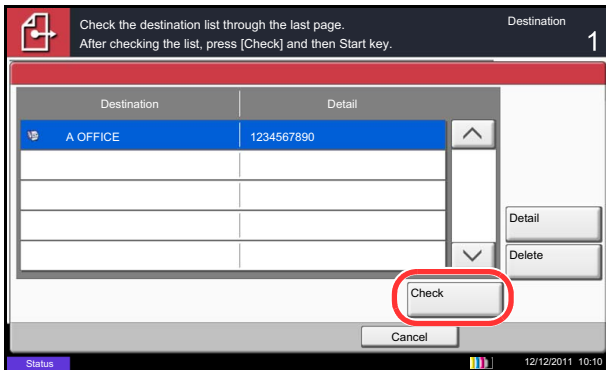 Check the destination list through the last page.
After checking the list, press [Check] and then Start key.
Destination
1
Destination Detail
A OFFICE 1234567890
Detail
Delete
Check
Cancel
Status 12/12/2011 10:10